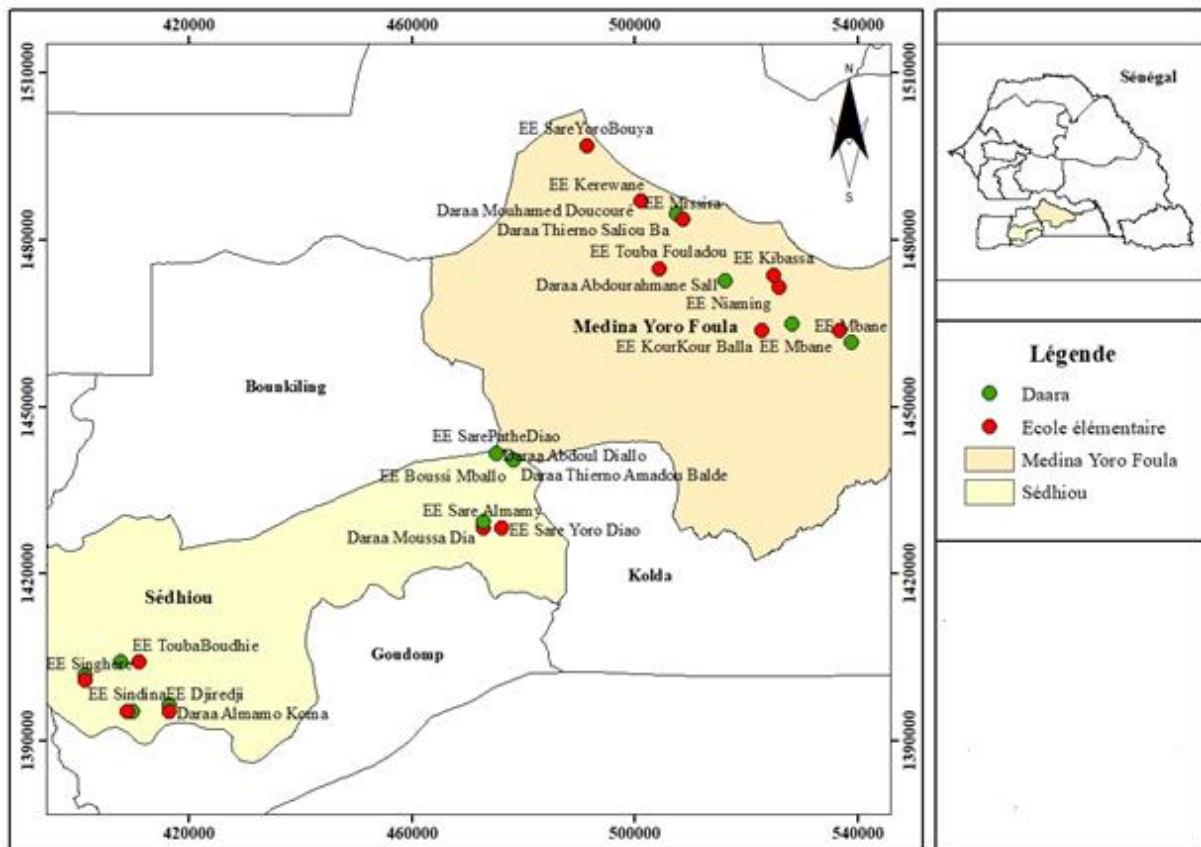 420000
460000
500000
540000
1510000
1510000
N
S
Sénégal
EE SareYoroBouya
EE Kerewane
EE Missira
Daraa Mouhamed Doucouré
Daraa Thierno Saliou Ba
1480000
1480000
EE Touba Fouladou
EE Kibassa
Daraa Abdourahmane Sall
EE Niaming
Medina Yoro Foula
EE Mbane
EE KourKour Balla
EE Mbane
Bounkiling
1450000
1450000
EE SarePatheDiao
Daraa Abdoul Diallo
EE Boussi Mballo
Daraa Thierno Amadou Balde
EE Sare Almamy
Daraa Moussa Dia
EE Sare Yoro Diao
1420000
1420000
Kolda
Sédhiou
EE ToubaBoudhie
Goudomp
EE Singhere
EE Sindina
EE Djiredji
Daraa Almamo Koma
1390000
1390000
420000
460000
500000
540000
Légende
Daara
Ecole élémentaire
Medina Yoro Foula
Sédhiou